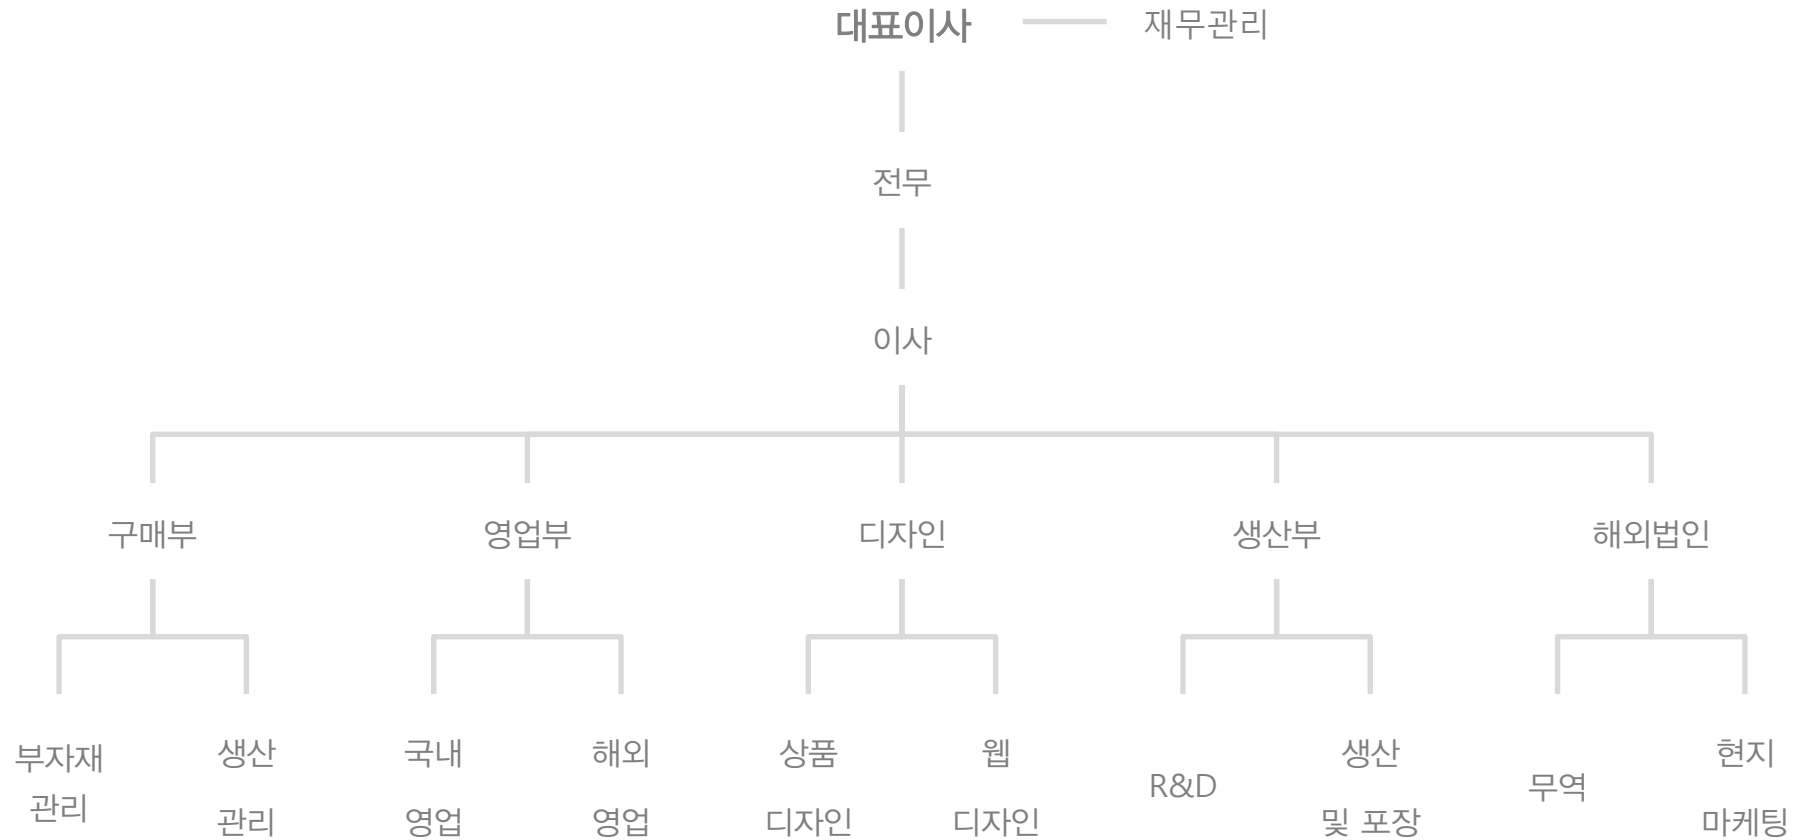 대표이사 재무관리
전무
이사
구매부 영업부 디자인 생산부 해외법인
부자재
관리
생산
관리
국내
영업
해외
영업
상품
디자인
웹
디자인
R&D
생산
및 포장
무역
현지
마케팅